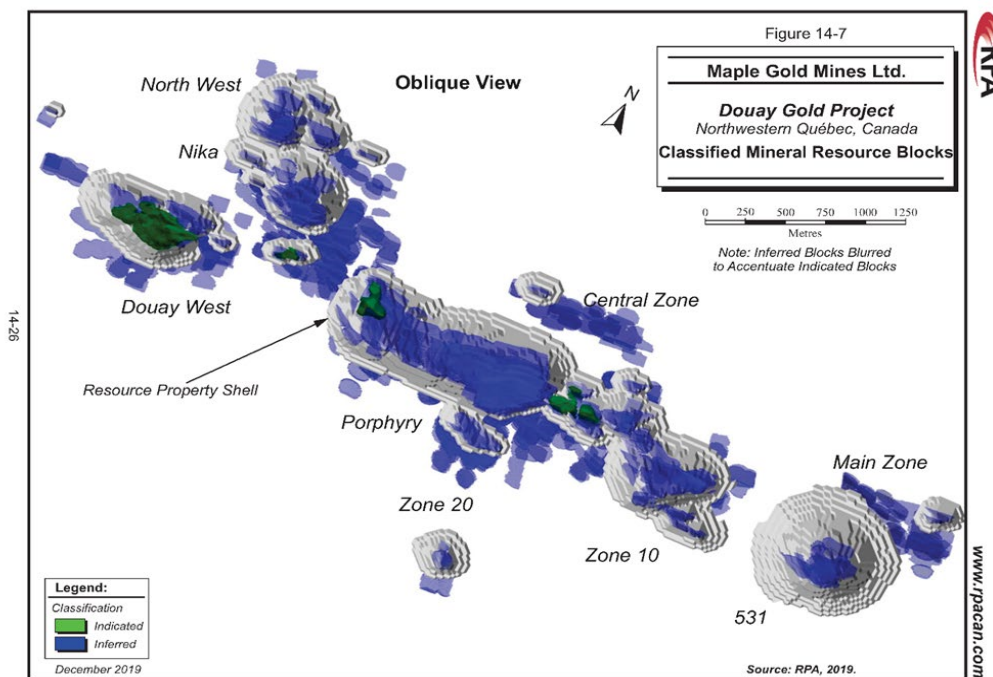 Figure 14-7
RPA
Maple Gold Mines Ltd.
Douay Gold Project
Northwestern Québec, Canada
Classified Mineral Resource Blocks
Oblique View
N
0 250 500 750 1000 1250
Metres
Note: Inferred Blocks Blurred
to Accentuate Indicated Blocks
North West
Nika
Douay West
Central Zone
Resource Property Shell
Porphyry
Main Zone
Zone 20
Zone 10
531
14-26
Legend:
Classification
Indicated
Inferred
December 2019
Source: RPA, 2019.
www.rpacan.com